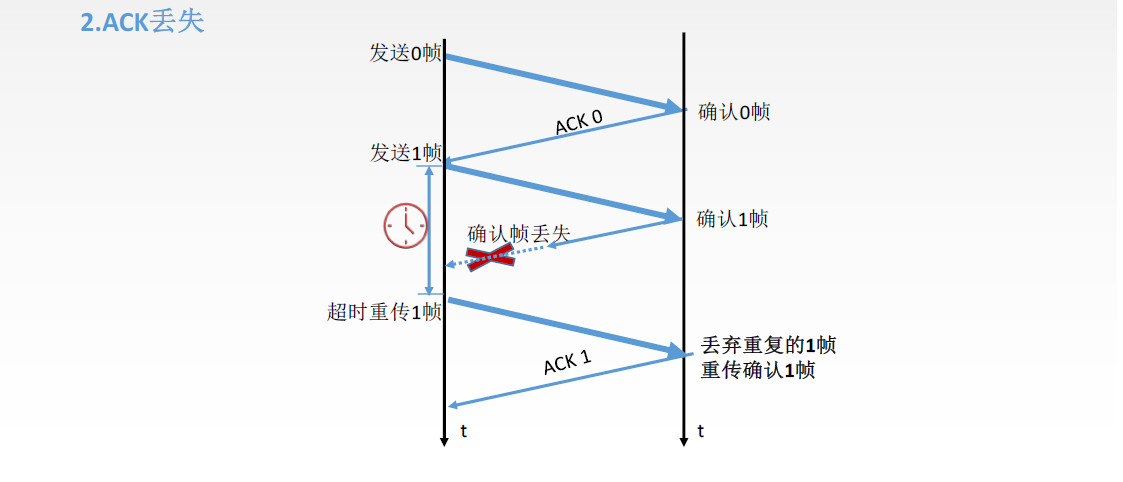 2.ACK丢失
发送0帧
确认0帧
ACK 0
发送1帧
确认1帧
确认帧丢失
超时重传1帧
丢弃重复的1帧
重传确认1帧
ACK 1
t
t